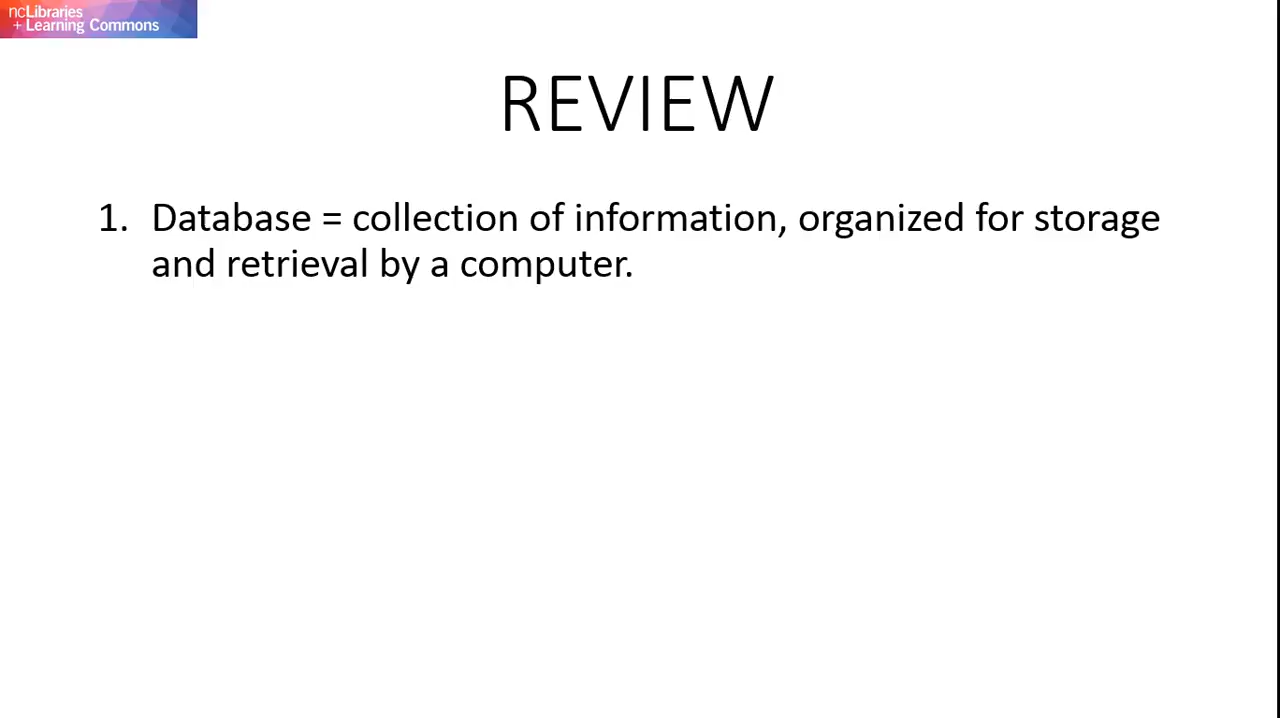 ncLibraries
+ Learning Commons
REVIEW
1. Database = collection of information, organized for storage
and retrieval by a computer.